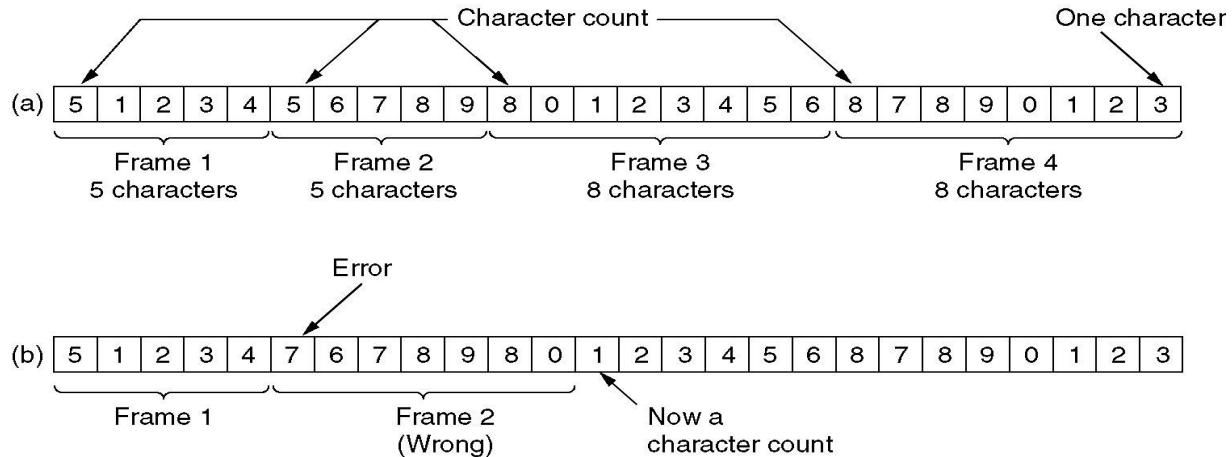 Character count
One character
(a) 5 1 2 3 4 5 6 7 8 9 8 0 1 2 3 4 5 6 8 7 8 9 0 1 2 3
Frame 1 Frame 2 Frame 3 Frame 4
5 characters 5 characters 8 characters 8 characters
Error
(b) 5 1 2 3 4 7 6 7 8 9 8 0 1 2 3 4 5 6 8 7 8 9 0 1 2 3
Frame 1 Frame 2 Now a
(Wrong) character count